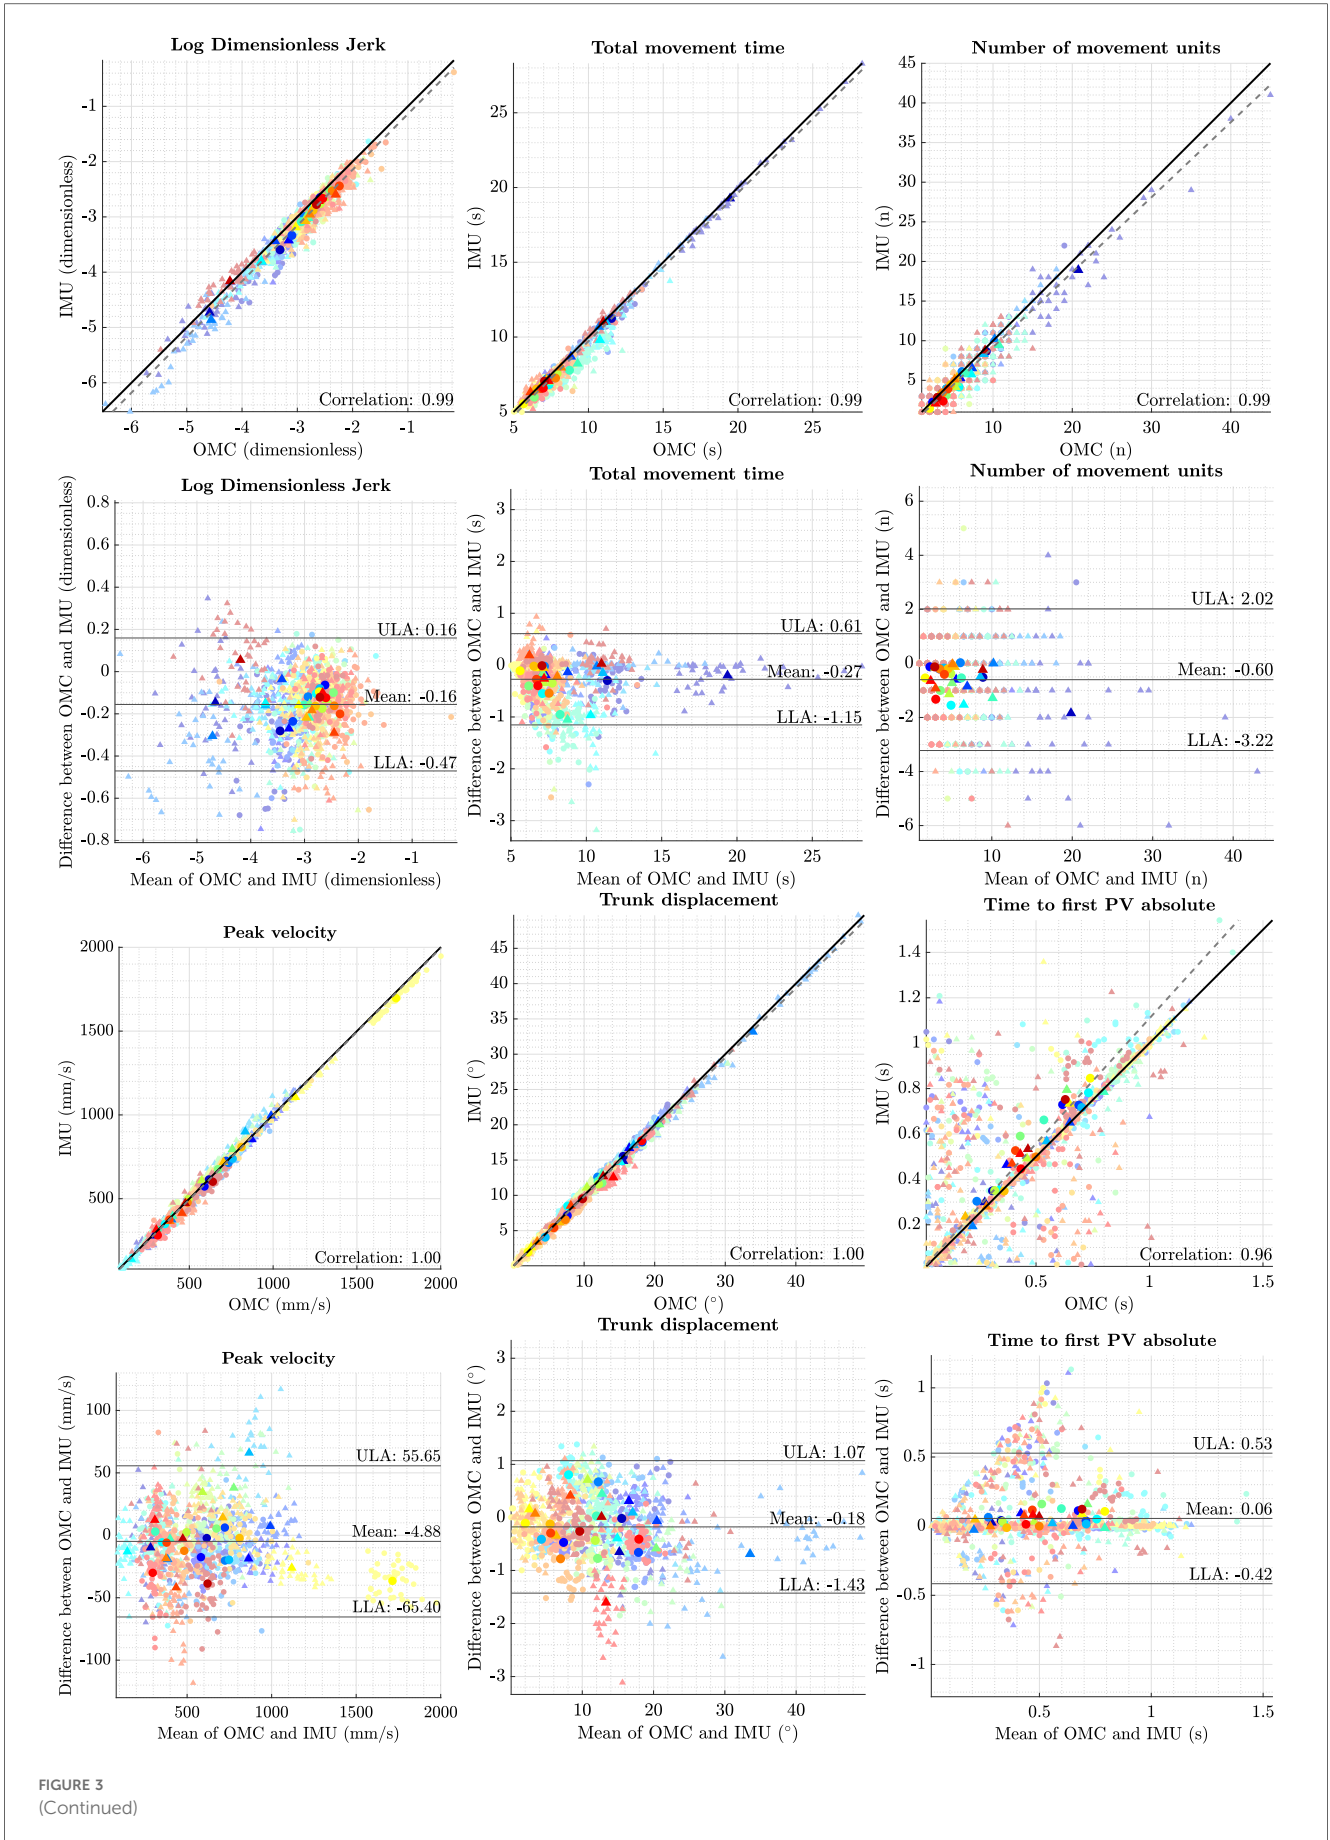 Log Dimensionless Jerk
IMU (dimensionless)
-1
-2
-3
-4
-5
-6
-6 -5 -4 -3 -2 -1
Correlation: 0.99
OMC (dimensionless)
Total movement time
IMU (s)
25
20
15
10
5
5 10 15 20 25
Correlation: 0.99
OMC (s)
Number of movement units
IMU (n)
45
40
35
30
25
20
15
10
5
10 20 30 40
Correlation: 0.99
OMC (n)
Log Dimensionless Jerk
Difference between OMC and IMU (dimensionless)
0.8
0.6
0.4
0.2
0
-0.2
-0.4
-0.6
-0.8
ULA: 0.16
Mean: -0.16
LLA: -0.47
-6 -5 -4 -3 -2 -1
Mean of OMC and IMU (dimensionless)
Total movement time
Difference between OMC and IMU (s)
3
2
1
0
-1
-2
-3
ULA: 0.61
Mean: -0.27
LLA: -1.15
5 10 15 20 25
Mean of OMC and IMU (s)
Number of movement units
Difference between OMC and IMU (n)
6
4
2
0
-2
-4
-6
ULA: 2.02
Mean: -0.60
LLA: -3.22
10 20 30 40
Mean of OMC and IMU (n)
Peak velocity
IMU (mm/s)
2000
1500
1000
500
Correlation: 1.00
500 1000 1500 2000
OMC (mm/s)
Trunk displacement
IMU (°)
45
40
35
30
25
20
15
10
5
Correlation: 1.00
10 20 30 40
OMC (°)
Time to first PV absolute
IMU (s)
1.4
1.2
1
0.8
0.6
0.4
0.2
Correlation: 0.96
0.5 1 1.5
OMC (s)
Peak velocity
Difference between OMC and IMU (mm/s)
100
50
0
-50
-100
ULA: 55.65
Mean: -4.88
LLA: -65.40
500 1000 1500 2000
Mean of OMC and IMU (mm/s)
Trunk displacement
Difference between OMC and IMU (°)
3
2
1
0
-1
-2
-3
ULA: 1.07
Mean: -0.18
LLA: -1.43
10 20 30 40
Mean of OMC and IMU (°)
Time to first PV absolute
Difference between OMC and IMU (s)
1
0.5
0
-0.5
-1
ULA: 0.53
Mean: 0.06
LLA: -0.42
0.5 1 1.5
Mean of OMC and IMU (s)
FIGURE 3
(Continued)